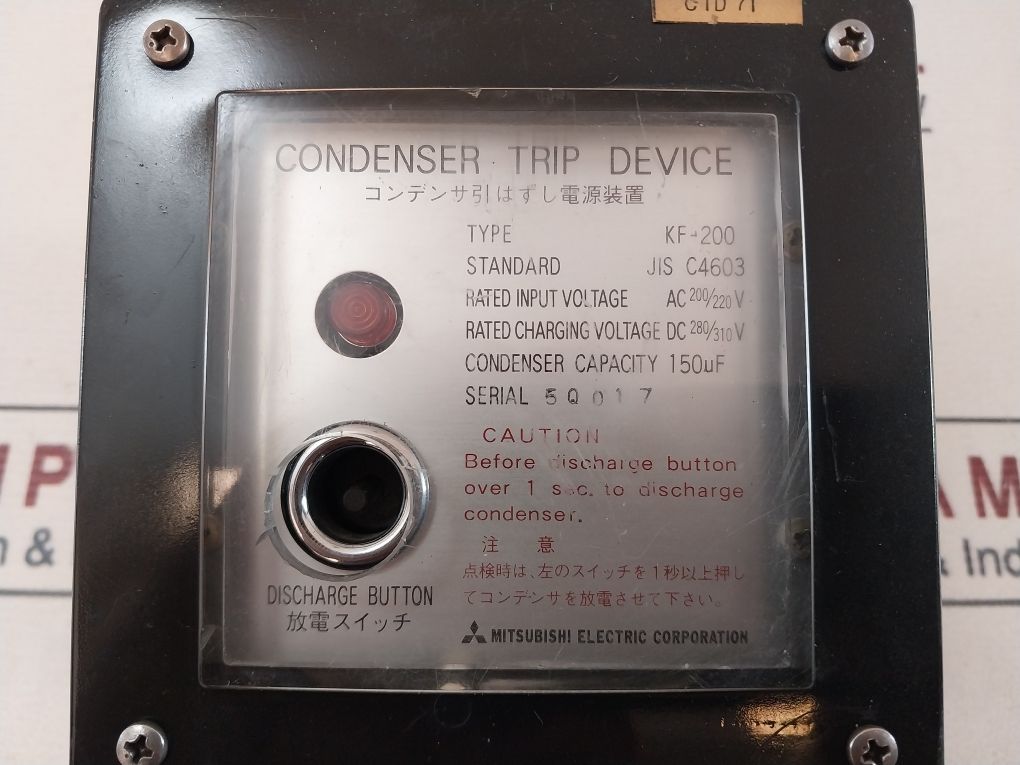 CTD 71
CONDENSER TRIP DEVICE
コンデンサ引はずし電源装置
TYPE KF-200
STANDARD JIS C4603
RATED INPUT VOLTAGE AC 200/220 V
RATED CHARGING VOLTAGE DC 280/310 V
CONDENSER CAPACITY 150µF
SERIAL 5Q017
CAUTION
Before discharge button
over 1 sec. to discharge
condenser.
注 意
点検時は、左のスイッチを1秒以上押し
てコンデンサを放電させて下さい。
DISCHARGE BUTTON
放電スイッチ
MITSUBISHI ELECTRIC CORPORATION
P
&
A M
& Ind